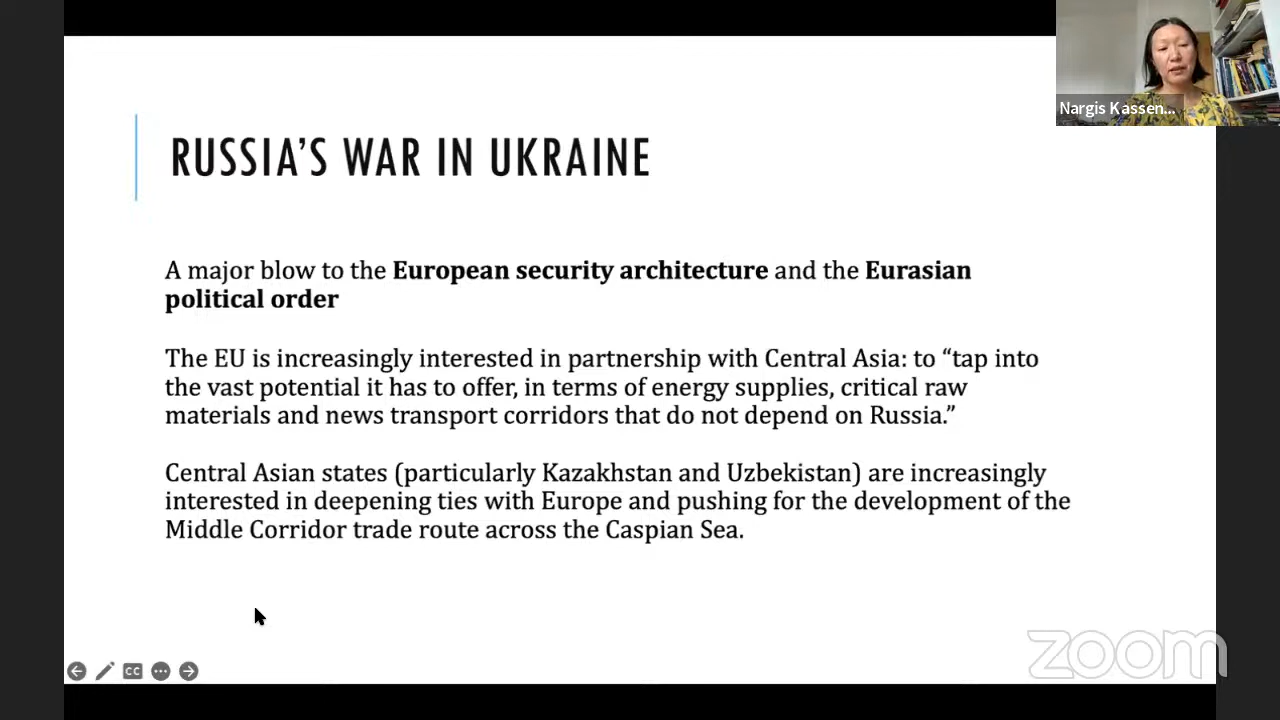 Nargis Kassen...
RUSSIA'S WAR IN UKRAINE
A major blow to the European security architecture and the Eurasian
political order
The EU is increasingly interested in partnership with Central Asia: to “tap into
the vast potential it has to offer, in terms of energy supplies, critical raw
materials and news transport corridors that do not depend on Russia.”
Central Asian states (particularly Kazakhstan and Uzbekistan) are increasingly
interested in deepening ties with Europe and pushing for the development of the
Middle Corridor trade route across the Caspian Sea.
CC
zoom